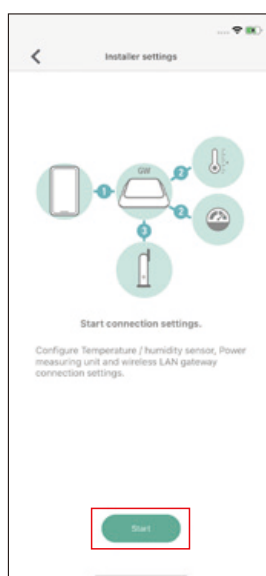 Installer settings
GW
2
1
2
3
Start connection settings.
Configure Temperature / humidity sensor, Power
measuring unit and wireless LAN gateway
connection settings.
Start